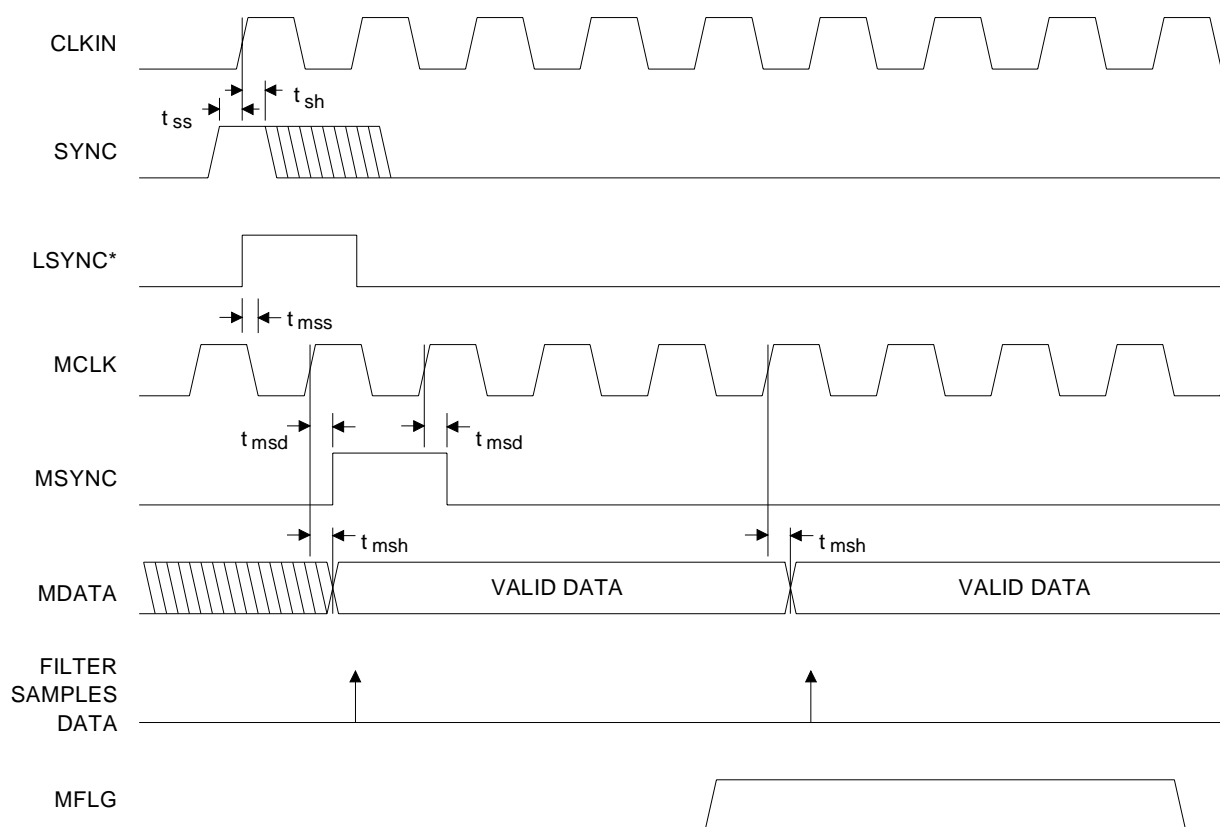 CLKIN
t sh
t ss
SYNC
LSYNC*
t mss
MCLK
t msd
t msd
MSYNC
t msh
t msh
MDATA
VALID DATA
VALID DATA
FILTER
SAMPLES
DATA
MFLG